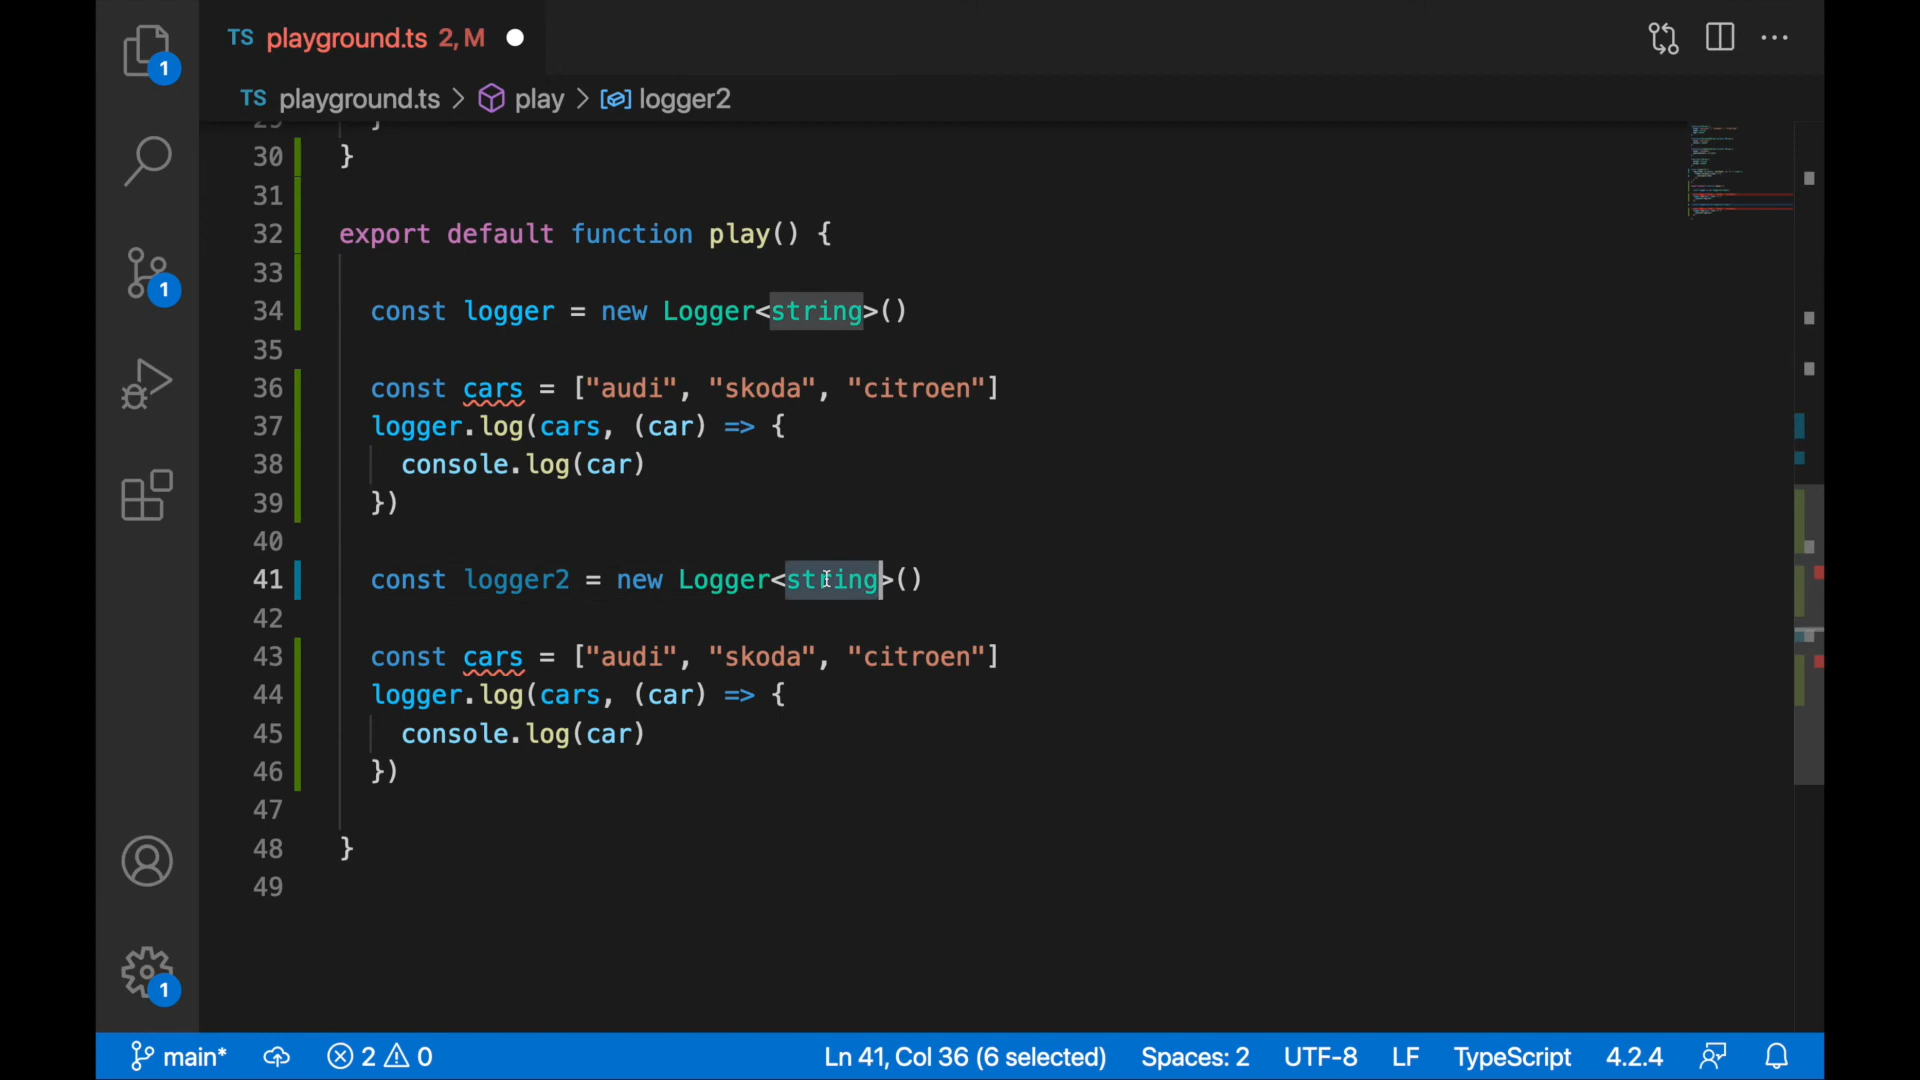 TS playground.ts 2, M
TS playground.ts > play > logger2
1
1
1
29 }
30 }
31
32 export default function play() {
33
34 const logger = new Logger<string>()
35
36 const cars = ["audi", "skoda", "citroen"]
37 logger.log(cars, (car) => {
38 console.log(car)
39 })
40
41 const logger2 = new Logger<string>()
42
43 const cars = ["audi", "skoda", "citroen"]
44 logger.log(cars, (car) => {
45 console.log(car)
46 })
47
48 }
49
main* 2 0 Ln 41, Col 36 (6 selected) Spaces: 2 UTF-8 LF TypeScript 4.2.4